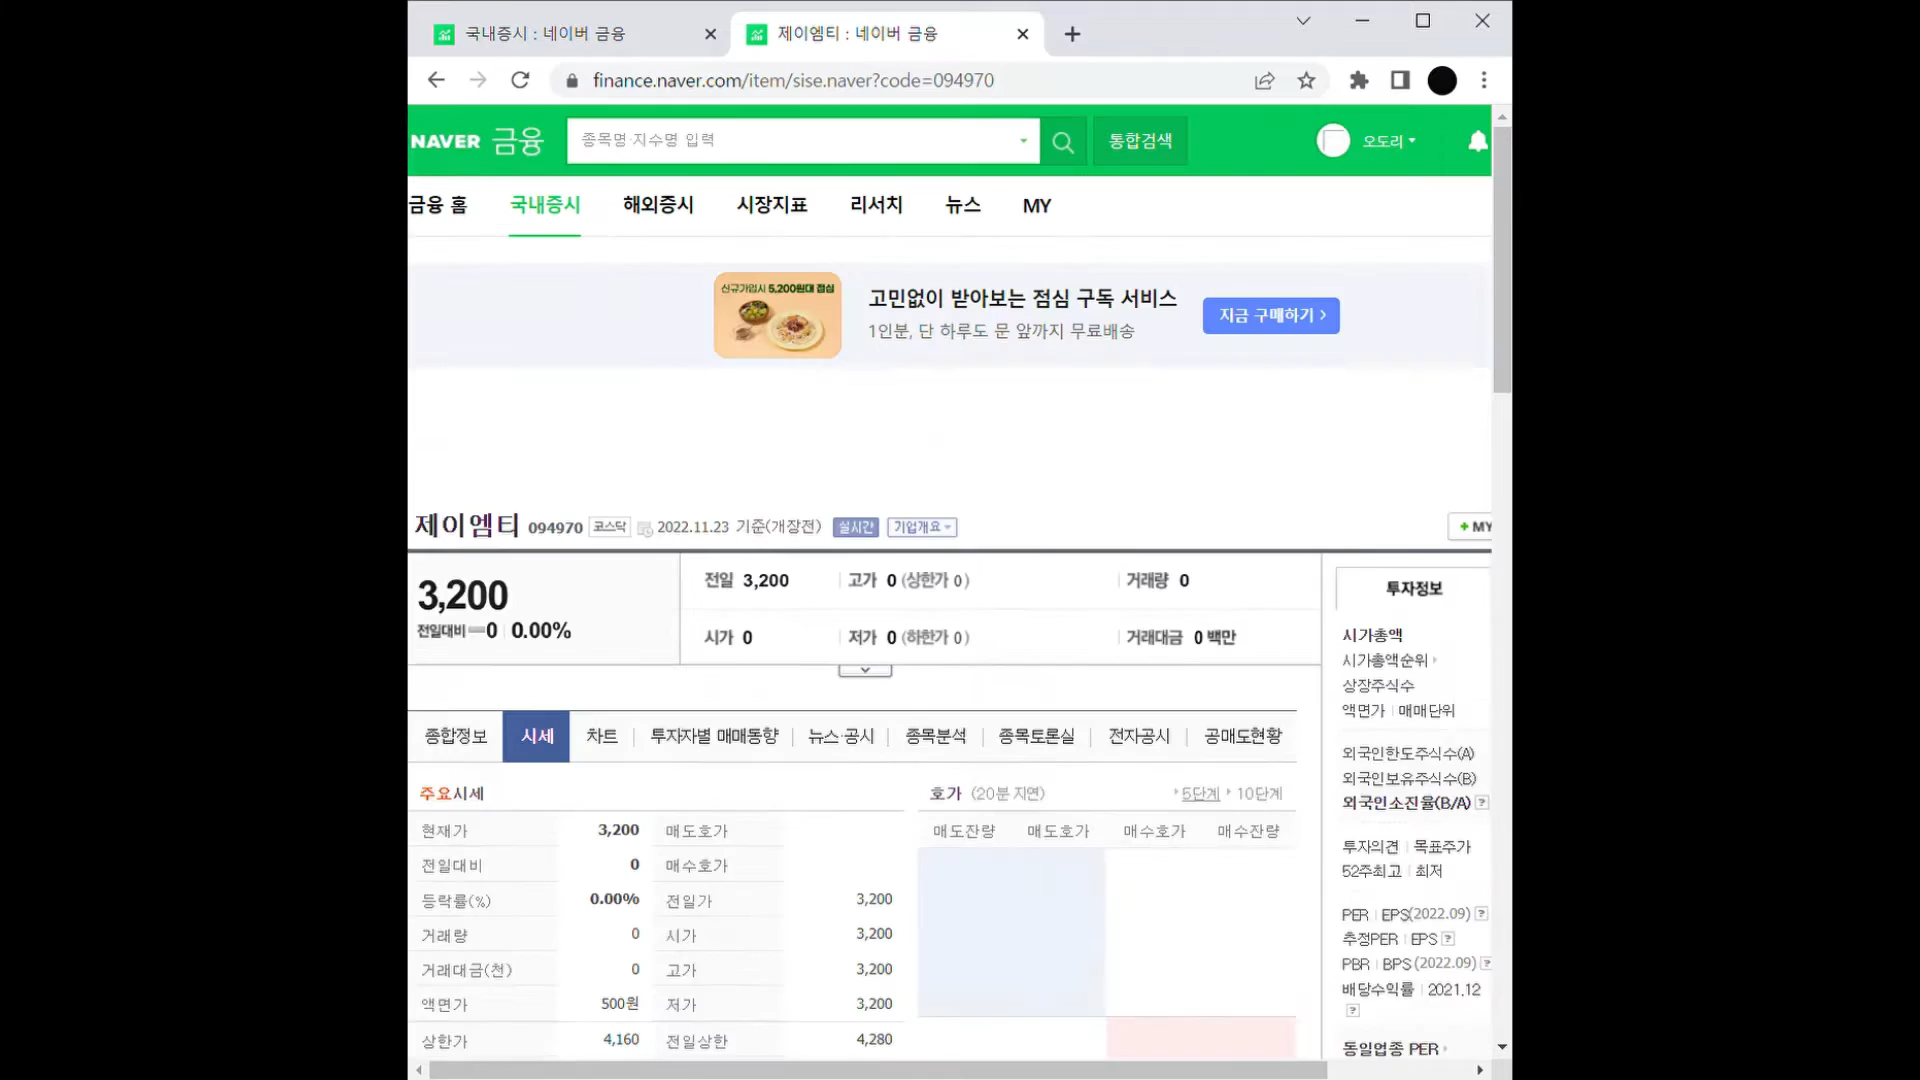 국내증시 : 네이버 금융
제이엠티 : 네이버 금융
finance.naver.com/item/sise.naver?code=094970
NAVER 금융
종목명·지수명 입력
통합검색
오도리
금융 홈 국내증시 해외증시 시장지표 리서치 뉴스 MY
신규가입시 5,200원대 점심
고민없이 받아보는 점심 구독 서비스
1인분, 단 하루도 문 앞까지 무료배송
지금 구매하기
제이엠티 094970 코스닥 2022.11.23 기준(개장전) 실시간 기업개요
+ MY
3,200
전일대비 0 0.00%
전일 3,200 고가 0 (상한가 0) 거래량 0
시가 0 저가 0 (하한가 0) 거래대금 0 백만
종합정보 시세 차트 투자자별 매매동향 뉴스·공시 종목분석 종목토론실 전자공시 공매도현황
주요시세
현재가 3,200 매도호가
전일대비 0 매수호가
등락률(%) 0.00% 전일가 3,200
거래량 0 시가 3,200
거래대금(천) 0 고가 3,200
액면가 500원 저가 3,200
상한가 4,160 전일상한 4,280
호가 (20분 지연) 5단계 10단계
매도잔량 매도호가 매수호가 매수잔량
투자정보
시가총액
시가총액순위
상장주식수
액면가 매매단위
외국인한도주식수(A)
외국인보유주식수(B)
외국인소진율(B/A) ?
투자의견 목표주가
52주최고 최저
PER EPS(2022.09) ?
추정PER EPS ?
PBR BPS (2022.09) ?
배당수익률 2021.12
?
동일업종 PER